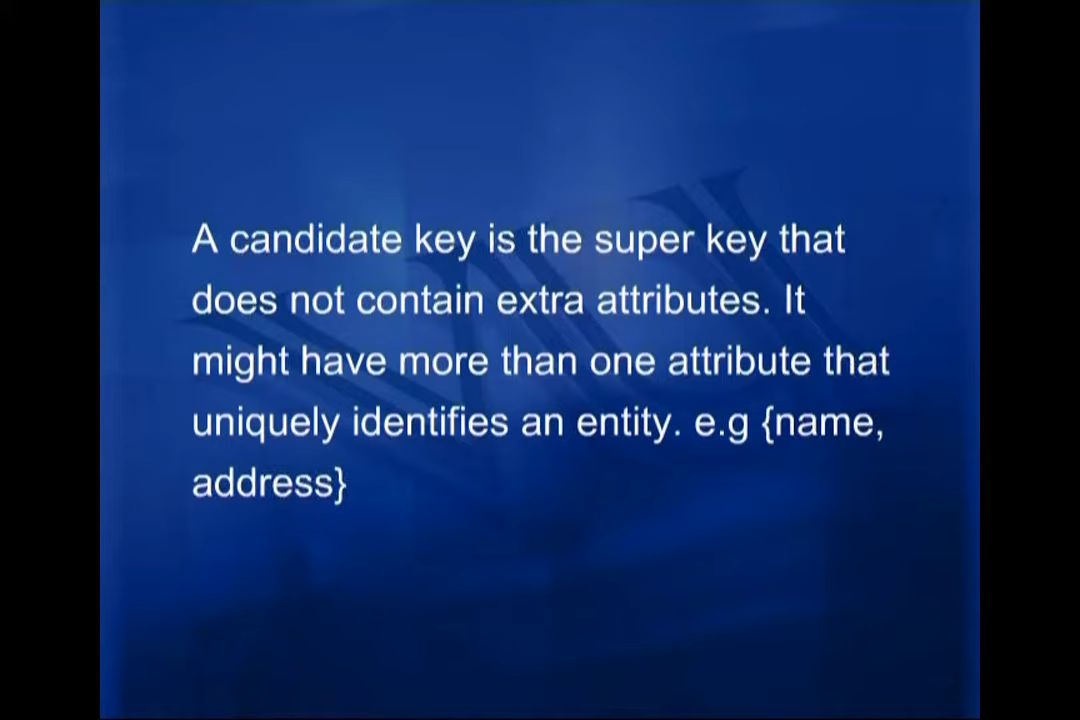 A candidate key is the super key that
does not contain extra attributes. It
might have more than one attribute that
uniquely identifies an entity. e.g {name,
address}